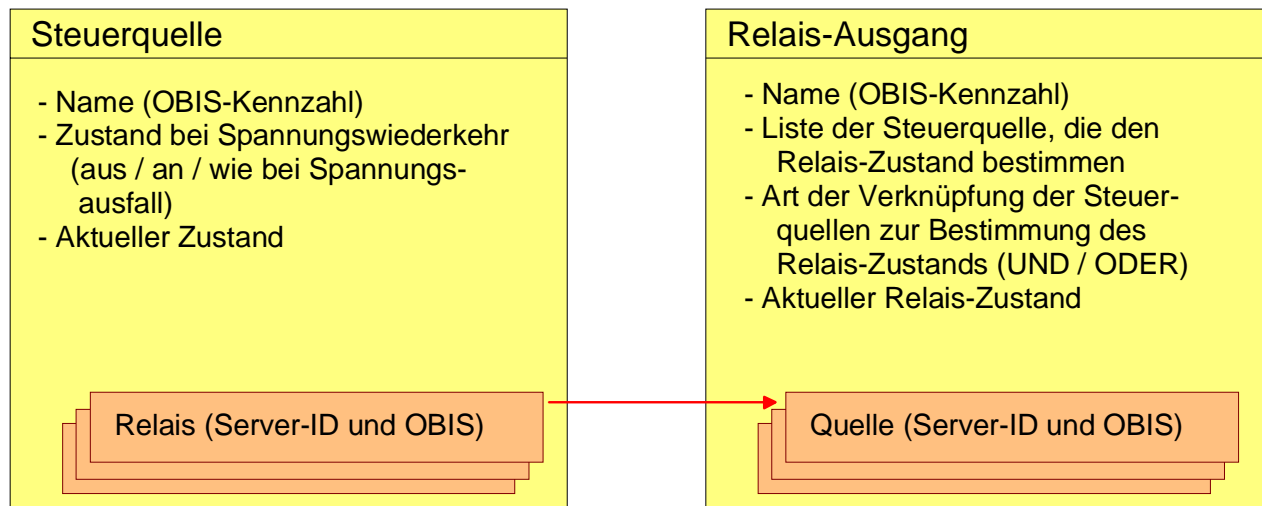 Steuerquelle
- Name (OBIS-Kennzahl)
- Zustand bei Spannungswiederkehr
(aus / an / wie bei Spannungs-
ausfall)
- Aktueller Zustand
Relais (Server-ID und OBIS)
Relais-Ausgang
- Name (OBIS-Kennzahl)
- Liste der Steuerquelle, die den
Relais-Zustand bestimmen
- Art der Verknüpfung der Steuer-
quellen zur Bestimmung des
Relais-Zustands (UND / ODER)
- Aktueller Relais-Zustand
Quelle (Server-ID und OBIS)